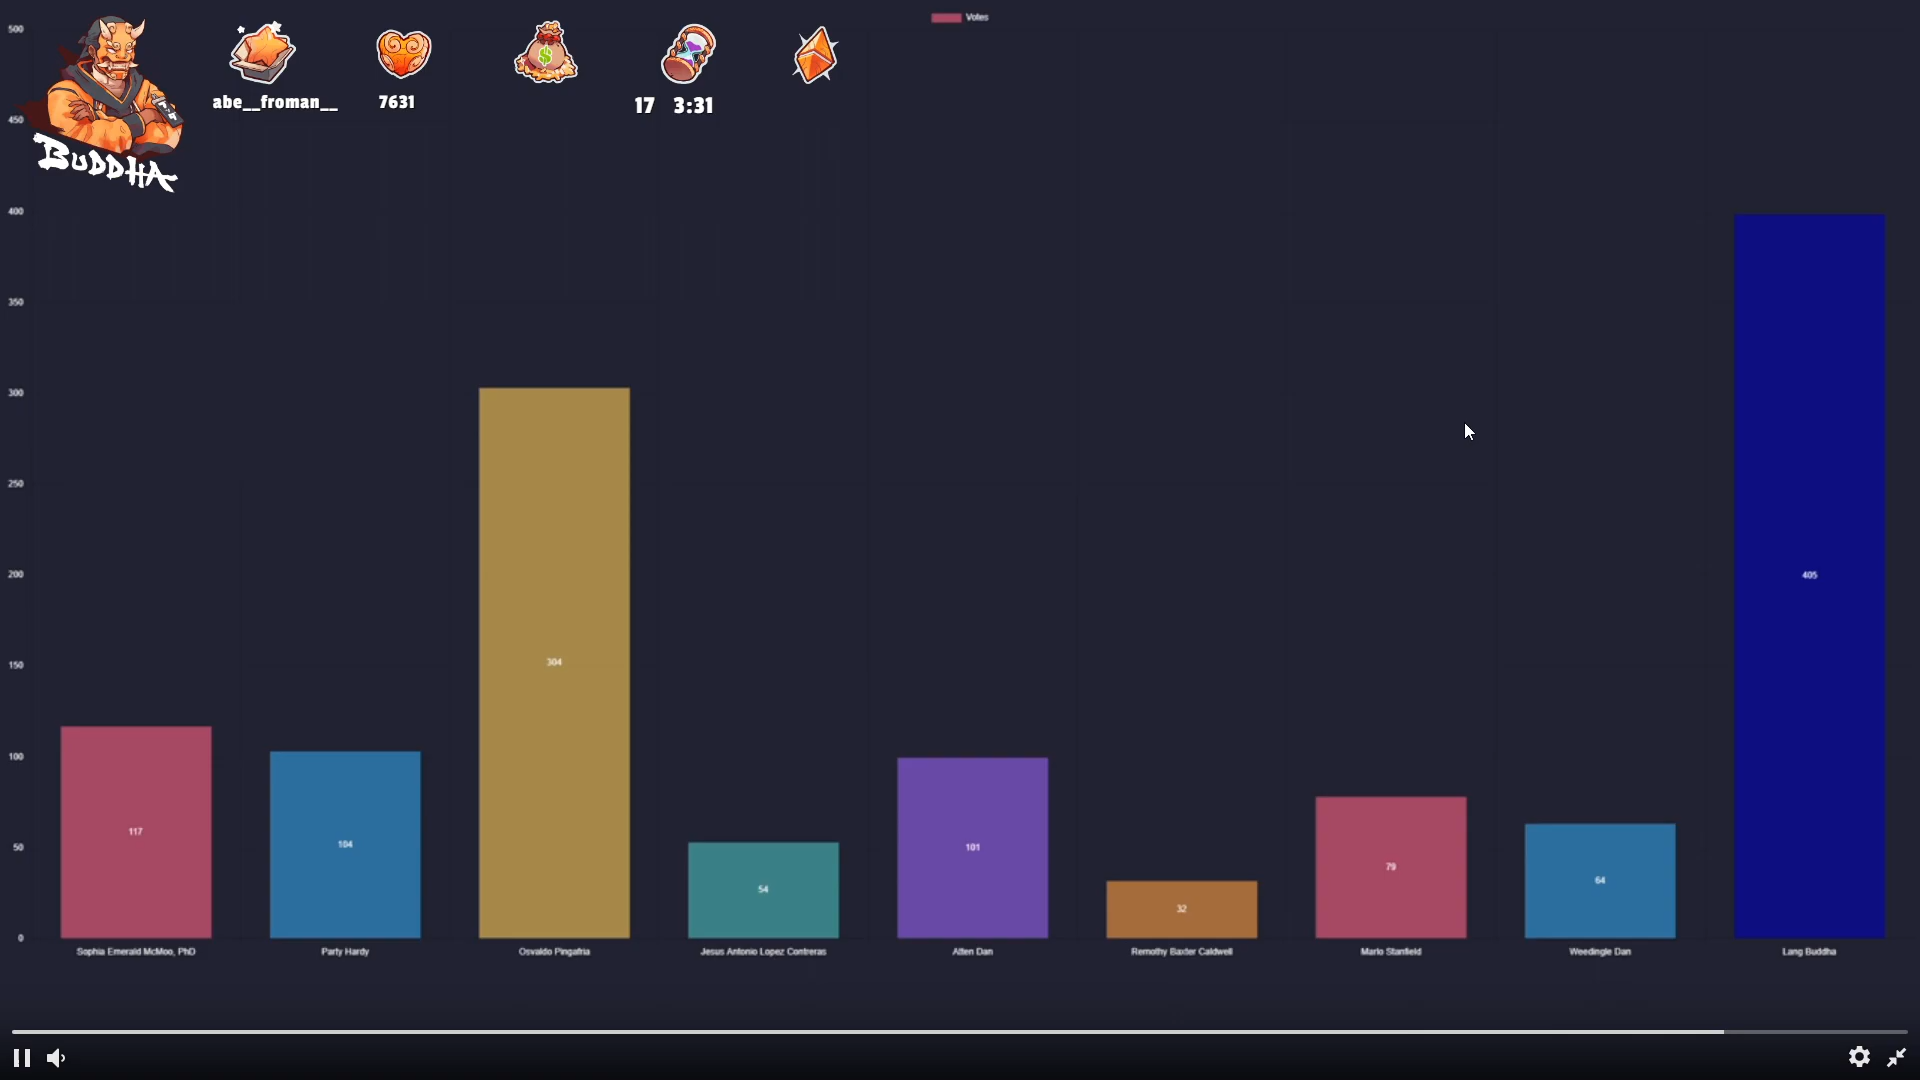 Votes
500
450
400
350
300
250
200
150
100
50
0
BUDDHA
abe__froman__
7631
$
17 3:31
117
104
304
54
101
32
79
64
405
Sophia Emerald McMoo, PhD
Party Hardy
Osvaldo Pingafria
Jesus Antonio Lopez Contreras
Atten Dan
Remothy Baxter Caldwell
Marlo Stanfield
Weedingle Dan
Lang Buddha